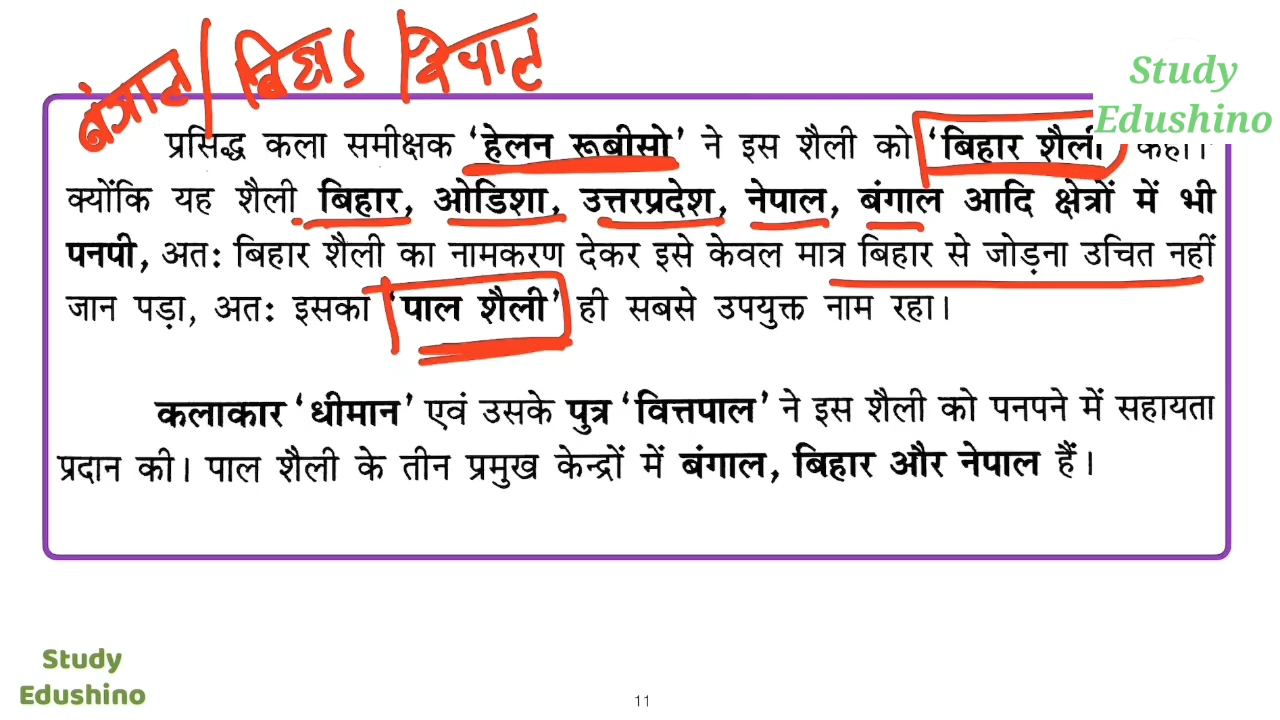 बंगाल / बिहार / नेपाल
Study
Edushino
प्रसिद्ध कला समीक्षक ‘हेलन रूबीसो’ ने इस शैली को ‘बिहार शैली’ कहा।
क्योंकि यह शैली बिहार, ओडिशा, उत्तरप्रदेश, नेपाल, बंगाल आदि क्षेत्रों में भी
पनपी, अतः बिहार शैली का नामकरण देकर इसे केवल मात्र बिहार से जोड़ना उचित नहीं
जान पड़ा, अतः इसका ‘पाल शैली’ ही सबसे उपयुक्त नाम रहा।
कलाकार ‘धीमान’ एवं उसके पुत्र ‘वित्तपाल’ ने इस शैली को पनपने में सहायता
प्रदान की। पाल शैली के तीन प्रमुख केन्द्रों में बंगाल, बिहार और नेपाल हैं।
Study
Edushino
11